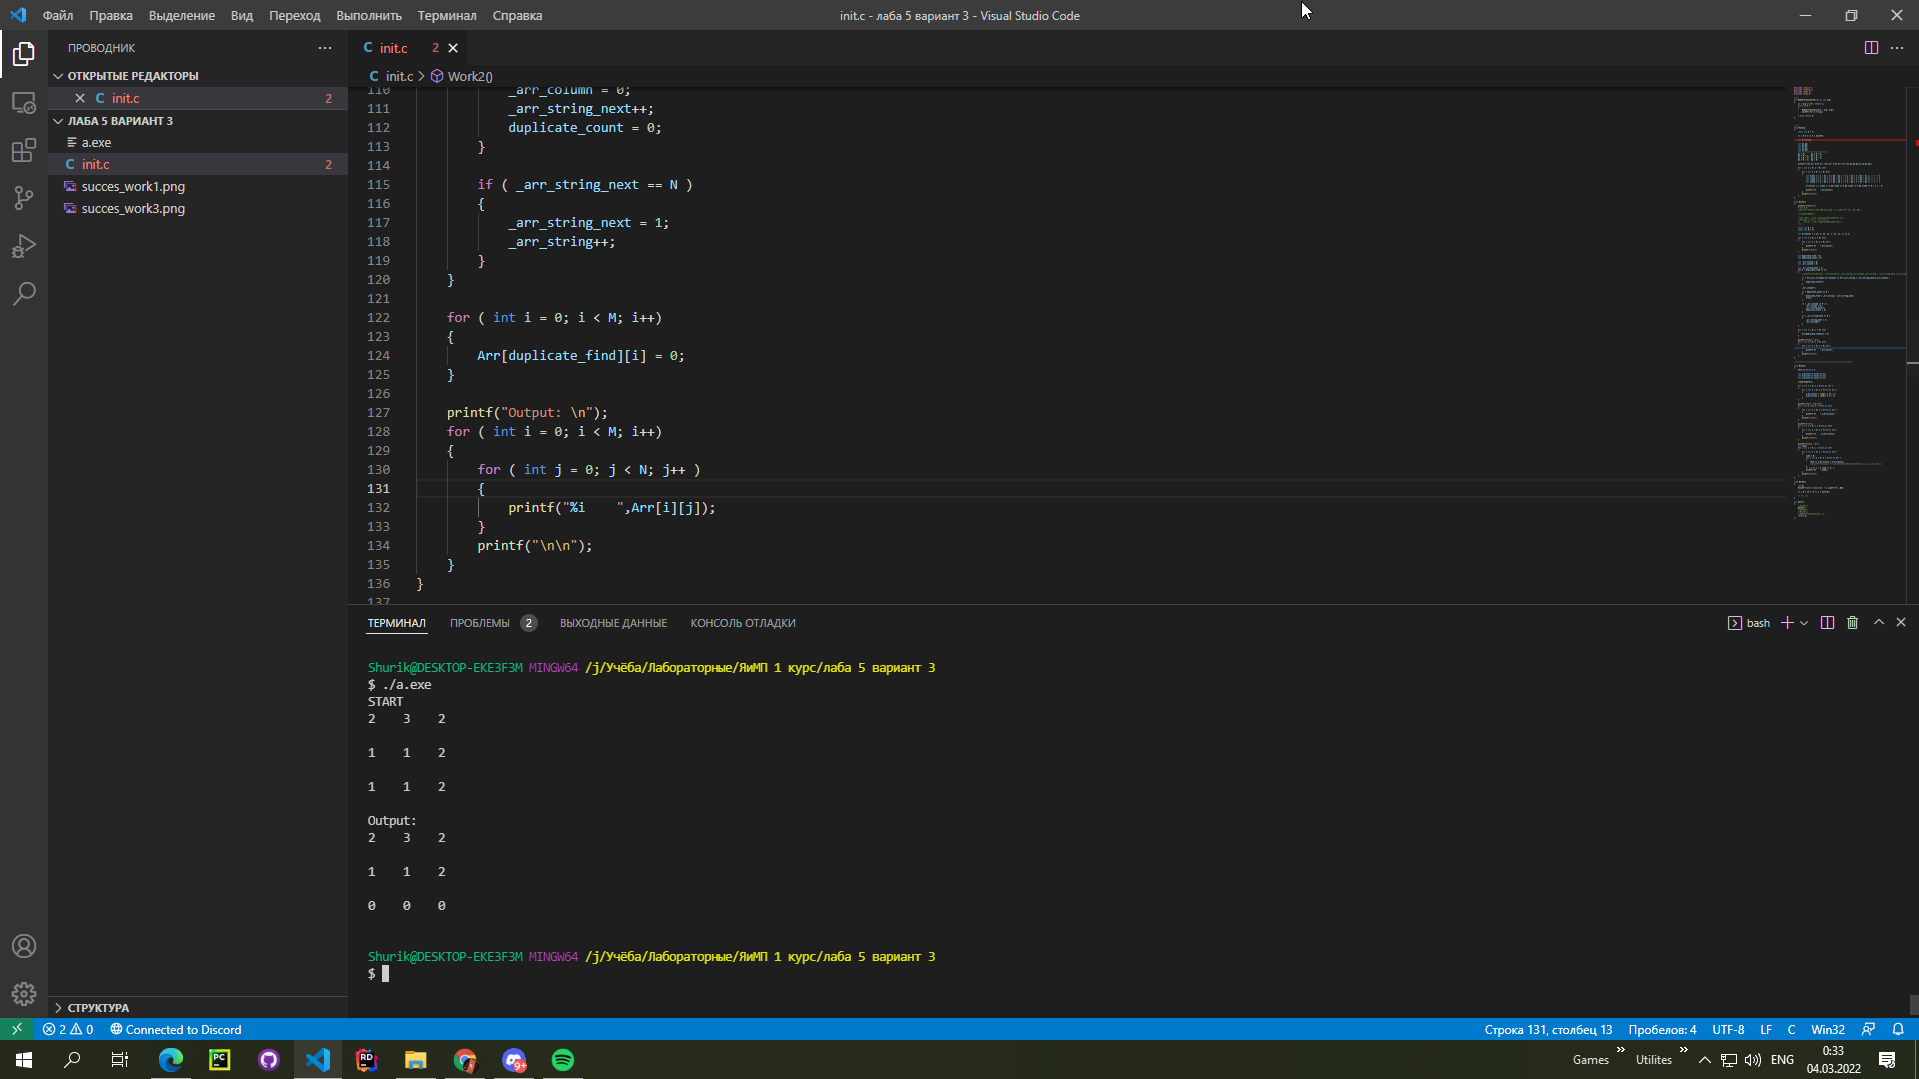 Файл Правка Выделение Вид Переход Выполнить Терминал Справка
init.c - лаба 5 вариант 3 - Visual Studio Code
ПРОВОДНИК
ОТКРЫТЫЕ РЕДАКТОРЫ
C init.c 2
ЛАБА 5 ВАРИАНТ 3
a.exe
C init.c 2
succes_work1.png
succes_work3.png
СТРУКТУРА
C init.c 2
C init.c > Work2()
110 _arr_column = 0;
111 _arr_string_next++;
112 duplicate_count = 0;
113 }
114
115 if ( _arr_string_next == N )
116 {
117 _arr_string_next = 1;
118 _arr_string++;
119 }
120 }
121
122 for ( int i = 0; i < M; i++)
123 {
124 Arr[duplicate_find][i] = 0;
125 }
126
127 printf("Output: \n");
128 for ( int i = 0; i < M; i++)
129 {
130 for ( int j = 0; j < N; j++ )
131 {
132 printf("%i    ",Arr[i][j]);
133 }
134 printf("\n\n");
135 }
136 }
137
ТЕРМИНАЛ ПРОБЛЕМЫ 2 ВЫХОДНЫЕ ДАННЫЕ КОНСОЛЬ ОТЛАДКИ
bash
Shurik@DESKTOP-EKE3F3M MINGW64 /j/Учёба/Лабораторные/ЯиМП 1 курс/лаба 5 вариант 3
$ ./a.exe
START
2 3 2
1 1 2
1 1 2
Output:
2 3 2
1 1 2
0 0 0
Shurik@DESKTOP-EKE3F3M MINGW64 /j/Учёба/Лабораторные/ЯиМП 1 курс/лаба 5 вариант 3
$
2 0 Connected to Discord
Строка 131, столбец 13 Пробелов: 4 UTF-8 LF C Win32
PC RD 9+
Games » Utilites » ENG
0:33
04.03.2022